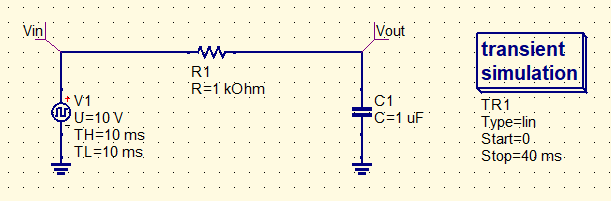 Vin
Vout
R1
R=1 kOhm
V1
U=10 V
TH=10 ms
TL=10 ms
C1
C=1 uF
transient
simulation
TR1
Type=lin
Start=0
Stop=40 ms